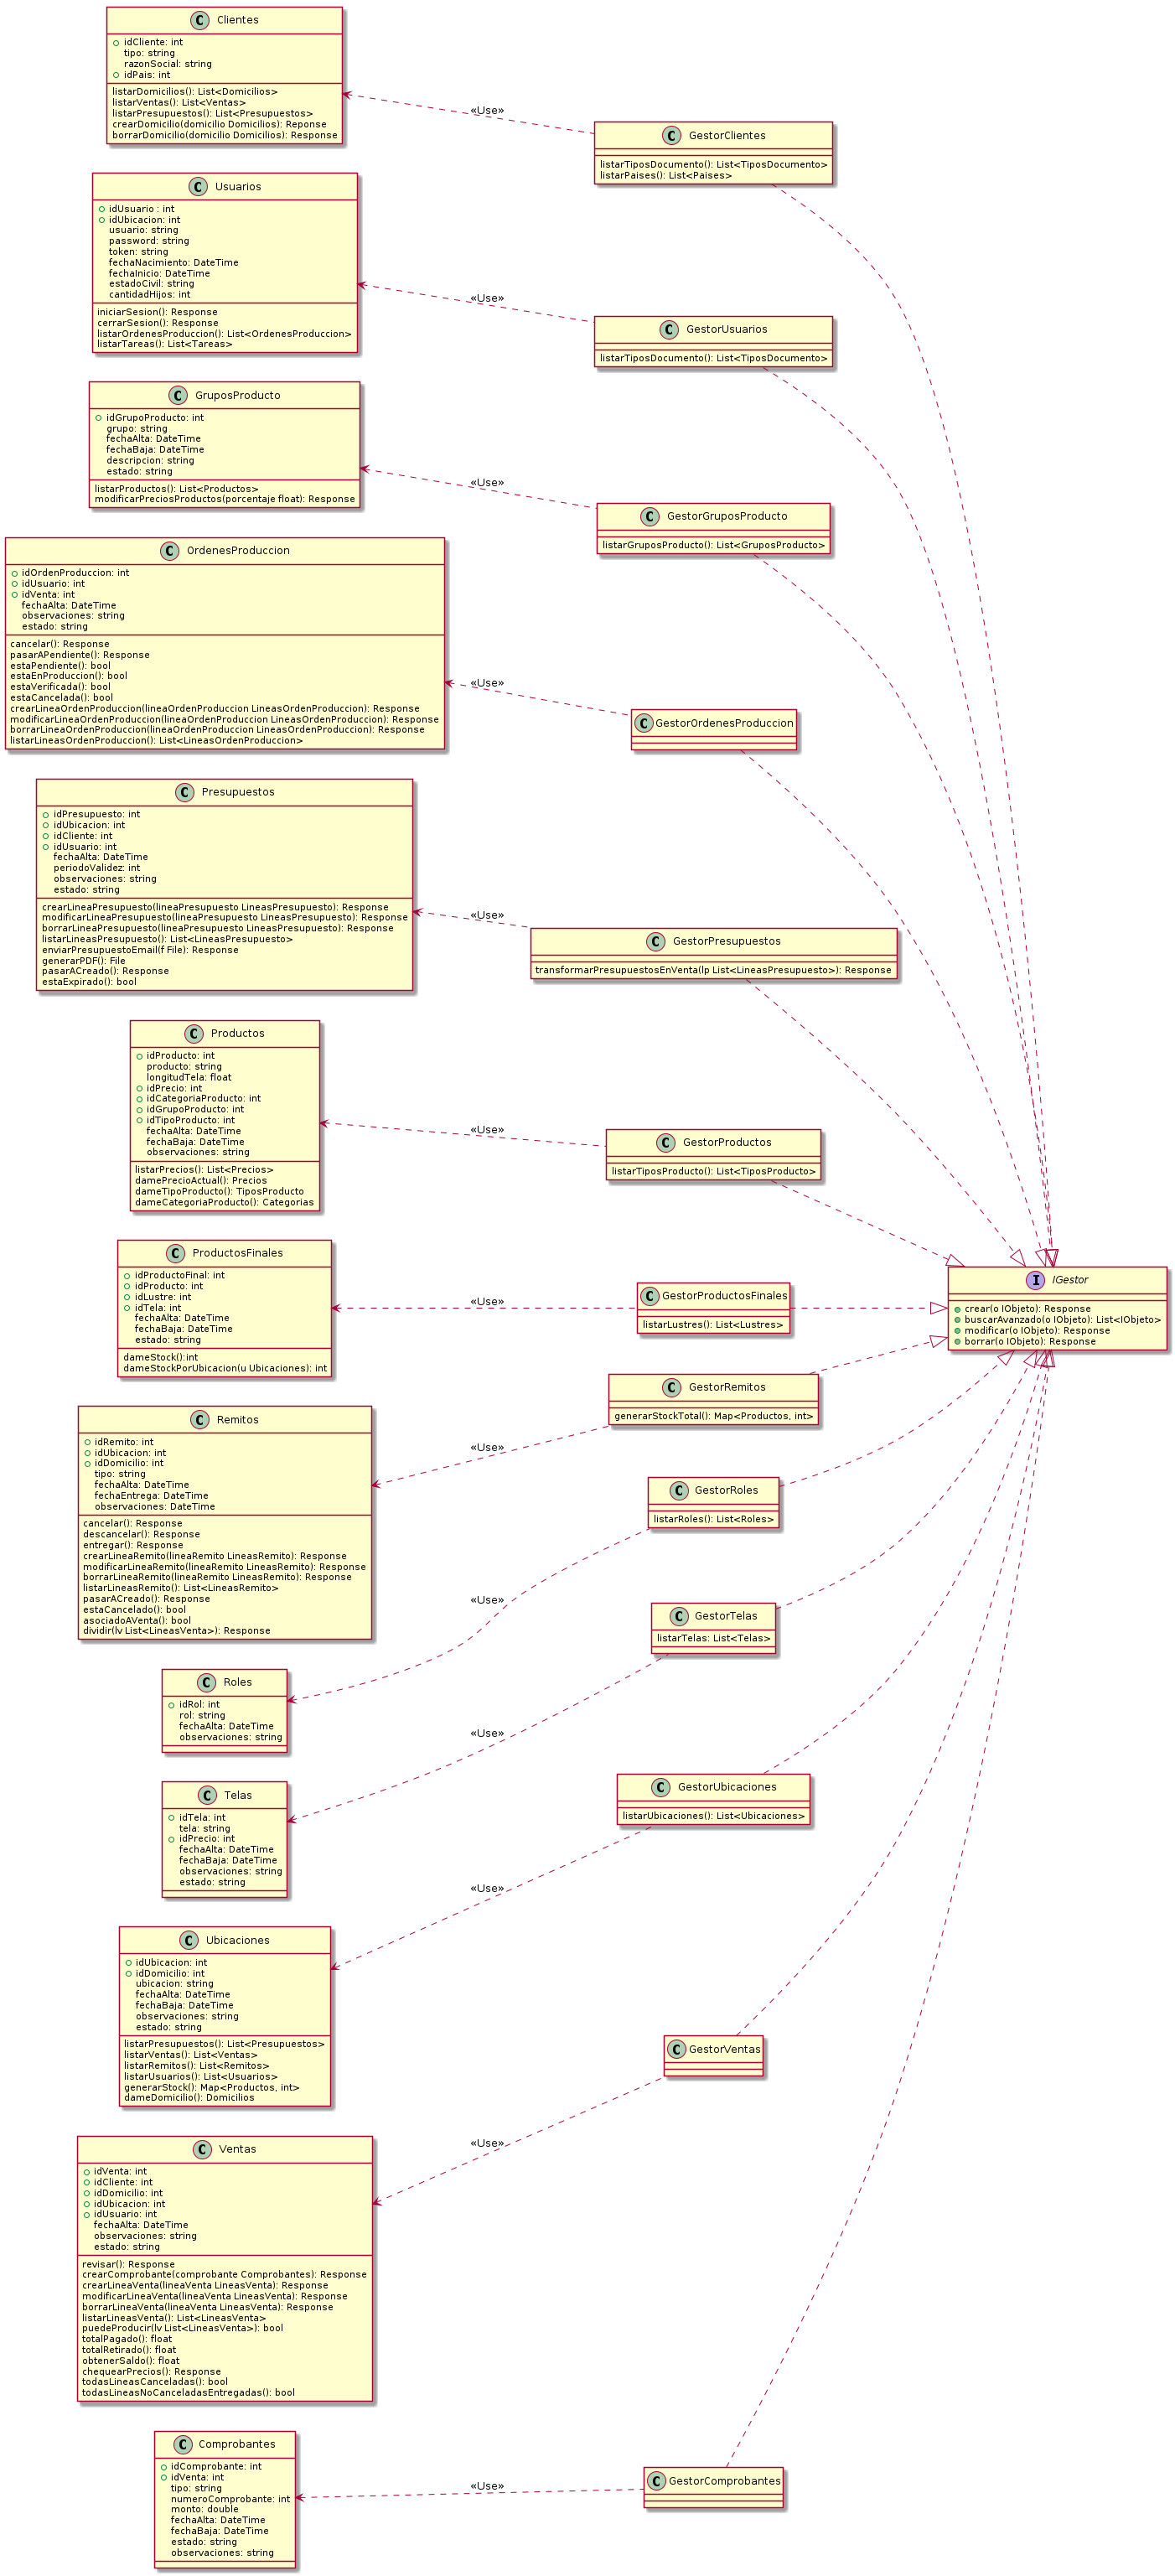 Clientes
idCliente: int
tipo: string
razonSocial: string
idPais: int
listarDomicilios(): List<Domicilios>
listarVentas(): List<Ventas>
listarPresupuestos(): List<Presupuestos>
crearDomicilio(domicilio Domicilios): Reponse
borrarDomicilio(domicilio Domicilios): Response
«Use»
GestorClientes
listarTiposDocumento(): List<TiposDocumento>
listarPaises(): List<Paises>
Usuarios
idUsuario : int
idUbicacion: int
usuario: string
password: string
token: string
fechaNacimiento: DateTime
fechaInicio: DateTime
estadoCivil: string
cantidadHijos: int
iniciarSesion(): Response
cerrarSesion(): Response
listarOrdenesProduccion(): List<OrdenesProduccion>
listarTareas(): List<Tareas>
«Use»
GestorUsuarios
listarTiposDocumento(): List<TiposDocumento>
GruposProducto
idGrupoProducto: int
grupo: string
fechaAlta: DateTime
fechaBaja: DateTime
descripcion: string
estado: string
listarProductos(): List<Productos>
modificarPreciosProductos(porcentaje float): Response
«Use»
GestorGruposProducto
listarGruposProducto(): List<GruposProducto>
OrdenesProduccion
idOrdenProduccion: int
idUsuario: int
idVenta: int
fechaAlta: DateTime
observaciones: string
estado: string
cancelar(): Response
pasarAPendiente(): Response
estaPendiente(): bool
estaEnProduccion(): bool
estaVerificada(): bool
estaCancelada(): bool
crearLineaOrdenProduccion(lineaOrdenProduccion LineasOrdenProduccion): Response
modificarLineaOrdenProduccion(lineaOrdenProduccion LineasOrdenProduccion): Response
borrarLineaOrdenProduccion(lineaOrdenProduccion LineasOrdenProduccion): Response
listarLineasOrdenProduccion(): List<LineasOrdenProduccion>
«Use»
GestorOrdenesProduccion
Presupuestos
idPresupuesto: int
idUbicacion: int
idCliente: int
idUsuario: int
fechaAlta: DateTime
periodoValidez: int
observaciones: string
estado: string
crearLineaPresupuesto(lineaPresupuesto LineasPresupuesto): Response
modificarLineaPresupuesto(lineaPresupuesto LineasPresupuesto): Response
borrarLineaPresupuesto(lineaPresupuesto LineasPresupuesto): Response
listarLineasPresupuesto(): List<LineasPresupuesto>
enviarPresupuestoEmail(f File): Response
generarPDF(): File
pasarACreado(): Response
estaExpirado(): bool
«Use»
GestorPresupuestos
transformarPresupuestosEnVenta(lp List<LineasPresupuesto>): Response
Productos
idProducto: int
producto: string
longitudTela: float
idPrecio: int
idCategoriaProducto: int
idGrupoProducto: int
idTipoProducto: int
fechaAlta: DateTime
fechaBaja: DateTime
observaciones: string
listarPrecios(): List<Precios>
damePrecioActual(): Precios
dameTipoProducto(): TiposProducto
dameCategoriaProducto(): Categorias
«Use»
GestorProductos
listarTiposProducto(): List<TiposProducto>
ProductosFinales
idProductoFinal: int
idProducto: int
idLustre: int
idTela: int
fechaAlta: DateTime
fechaBaja: DateTime
estado: string
dameStock():int
dameStockPorUbicacion(u Ubicaciones): int
«Use»
GestorProductosFinales
listarLustres(): List<Lustres>
IGestor
crear(o IObjeto): Response
buscarAvanzado(o IObjeto): List<IObjeto>
modificar(o IObjeto): Response
borrar(o IObjeto): Response
Remitos
idRemito: int
idUbicacion: int
idDomicilio: int
tipo: string
fechaAlta: DateTime
fechaEntrega: DateTime
observaciones: DateTime
cancelar(): Response
descancelar(): Response
entregar(): Response
crearLineaRemito(lineaRemito LineasRemito): Response
modificarLineaRemito(lineaRemito LineasRemito): Response
borrarLineaRemito(lineaRemito LineasRemito): Response
listarLineasRemito(): List<LineasRemito>
pasarACreado(): Response
estaCancelado(): bool
asociadoAVenta(): bool
dividir(lv List<LineasVenta>): Response
«Use»
GestorRemitos
generarStockTotal(): Map<Productos, int>
Roles
idRol: int
rol: string
fechaAlta: DateTime
observaciones: string
«Use»
GestorRoles
listarRoles(): List<Roles>
Telas
idTela: int
tela: string
idPrecio: int
fechaAlta: DateTime
fechaBaja: DateTime
observaciones: string
estado: string
«Use»
GestorTelas
listarTelas: List<Telas>
Ubicaciones
idUbicacion: int
idDomicilio: int
ubicacion: string
fechaAlta: DateTime
fechaBaja: DateTime
observaciones: string
estado: string
listarPresupuestos(): List<Presupuestos>
listarVentas(): List<Ventas>
listarRemitos(): List<Remitos>
listarUsuarios(): List<Usuarios>
generarStock(): Map<Productos, int>
dameDomicilio(): Domicilios
«Use»
GestorUbicaciones
listarUbicaciones(): List<Ubicaciones>
Ventas
idVenta: int
idCliente: int
idDomicilio: int
idUbicacion: int
idUsuario: int
fechaAlta: DateTime
observaciones: string
estado: string
revisar(): Response
crearComprobante(comprobante Comprobantes): Response
crearLineaVenta(lineaVenta LineasVenta): Response
modificarLineaVenta(lineaVenta LineasVenta): Response
borrarLineaVenta(lineaVenta LineasVenta): Response
listarLineasVenta(): List<LineasVenta>
puedeProducir(lv List<LineasVenta>): bool
totalPagado(): float
totalRetirado(): float
obtenerSaldo(): float
chequearPrecios(): Response
todasLineasCanceladas(): bool
todasLineasNoCanceladasEntregadas(): bool
«Use»
GestorVentas
Comprobantes
idComprobante: int
idVenta: int
tipo: string
numeroComprobante: int
monto: double
fechaAlta: DateTime
fechaBaja: DateTime
estado: string
observaciones: string
«Use»
GestorComprobantes